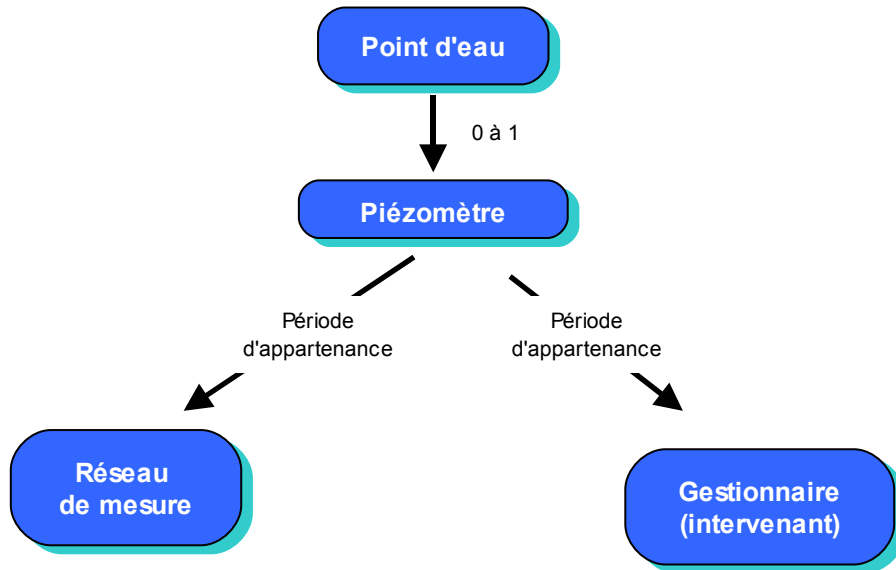 Point d'eau
0 à 1
Piézomètre
Période
d'appartenance
Période
d'appartenance
Réseau
de mesure
Gestionnaire
(intervenant)